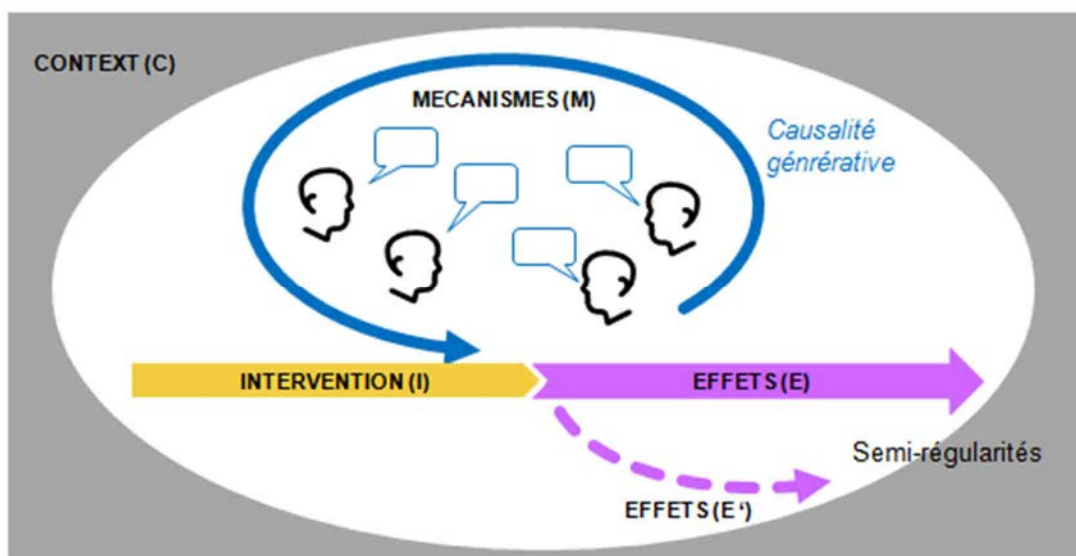 CONTEXT (C)
MECANISMES (M)
Causalité
génrérative
INTERVENTION (I)
EFFETS (E)
Semi-régularités
EFFETS (E ‘)